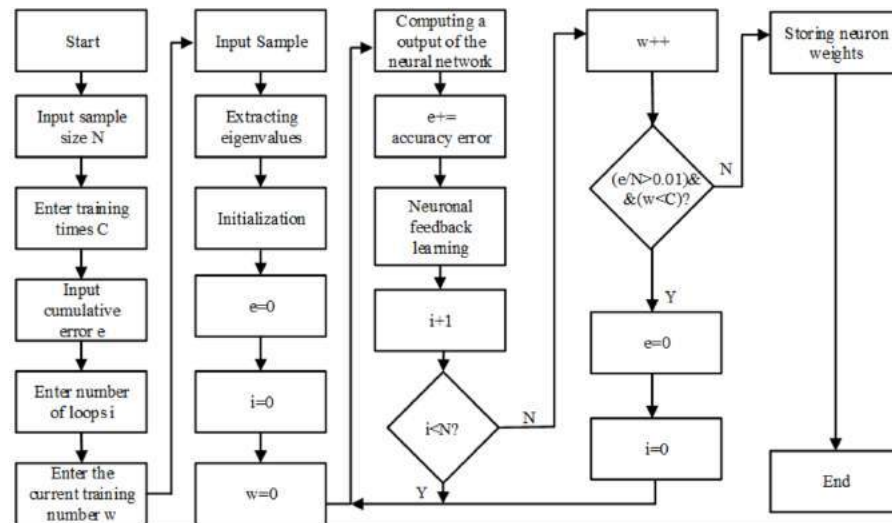 Start
Input sample
size N
Enter training
times C
Input
cumulative
error e
Enter number
of loops i
Enter the
current training
number w
Input Sample
Extracting
eigenvalues
Initialization
e=0
i=0
w=0
Computing a
output of the
neural network
e+=
accuracy error
Neuronal
feedback
learning
i+1
i<N?
N
Y
w++
(e/N>0.01)&
&(w<C)?
N
Y
e=0
i=0
Storing neuron
weights
End